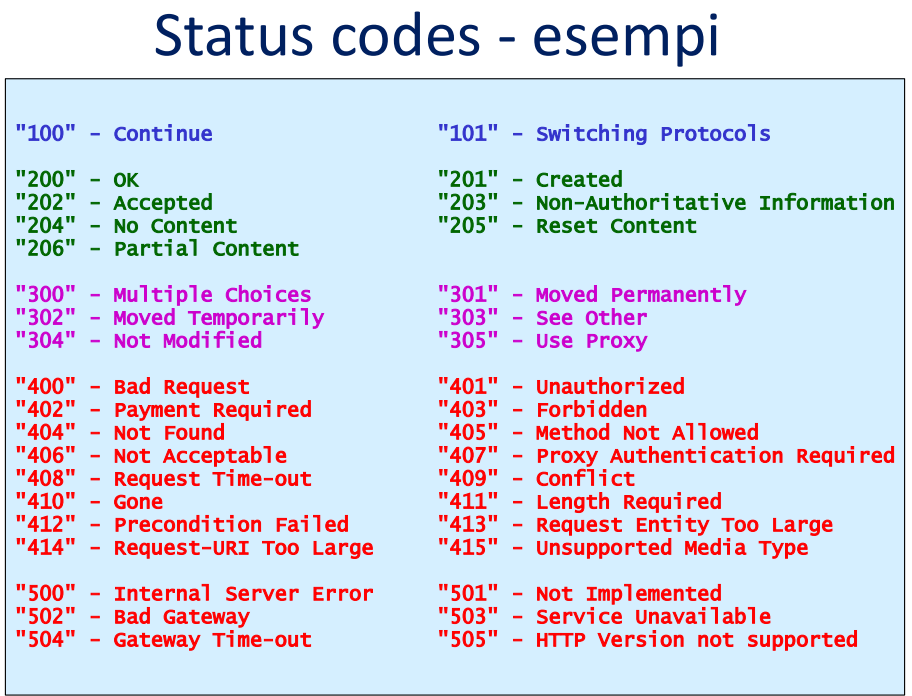 Status codes - esempi
"100" - Continue "101" - Switching Protocols
"200" - OK "201" - Created
"202" - Accepted "203" - Non-Authoritative Information
"204" - No Content "205" - Reset Content
"206" - Partial Content
"300" - Multiple Choices "301" - Moved Permanently
"302" - Moved Temporarily "303" - See Other
"304" - Not Modified "305" - Use Proxy
"400" - Bad Request "401" - Unauthorized
"402" - Payment Required "403" - Forbidden
"404" - Not Found "405" - Method Not Allowed
"406" - Not Acceptable "407" - Proxy Authentication Required
"408" - Request Time-out "409" - Conflict
"410" - Gone "411" - Length Required
"412" - Precondition Failed "413" - Request Entity Too Large
"414" - Request-URI Too Large "415" - Unsupported Media Type
"500" - Internal Server Error "501" - Not Implemented
"502" - Bad Gateway "503" - Service Unavailable
"504" - Gateway Time-out "505" - HTTP Version not supported